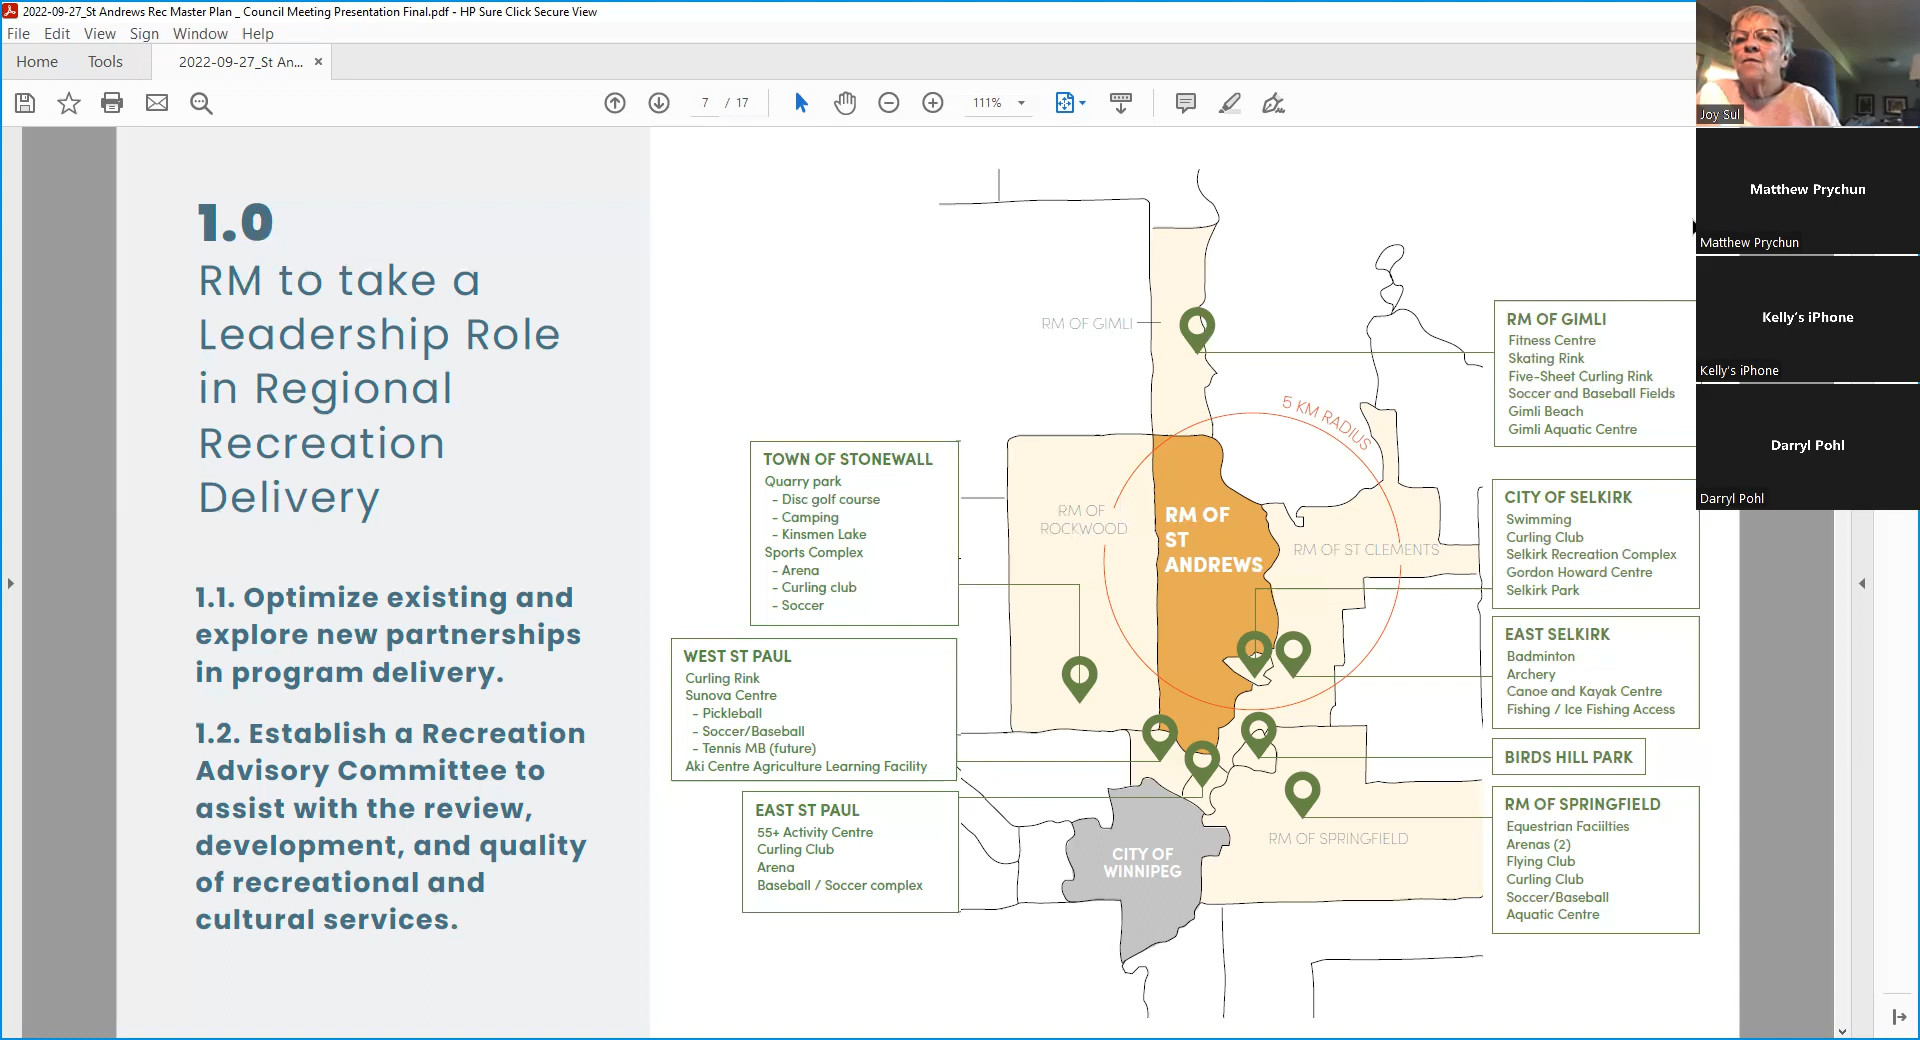 2022-09-27_St Andrews Rec Master Plan _ Council Meeting Presentation Final.pdf - HP Sure Click Secure View
File Edit View Sign Window Help
Home Tools 2022-09-27_St An... ×
7 / 17 111%
1.0
RM to take a
Leadership Role
in Regional
Recreation
Delivery
1.1. Optimize existing and
explore new partnerships
in program delivery.
1.2. Establish a Recreation
Advisory Committee to
assist with the review,
development, and quality
of recreational and
cultural services.
TOWN OF STONEWALL
Quarry park
- Disc golf course
- Camping
- Kinsmen Lake
Sports Complex
- Arena
- Curling club
- Soccer
WEST ST PAUL
Curling Rink
Sunova Centre
- Pickleball
- Soccer/Baseball
- Tennis MB (future)
Aki Centre Agriculture Learning Facility
EAST ST PAUL
55+ Activity Centre
Curling Club
Arena
Baseball / Soccer complex
RM OF GIMLI
5 KM RADIUS
RM OF
ROCKWOOD
RM OF
ST
ANDREWS
RM OF ST CLEMENTS
RM OF SPRINGFIELD
CITY OF
WINNIPEG
RM OF GIMLI
Fitness Centre
Skating Rink
Five-Sheet Curling Rink
Soccer and Baseball Fields
Gimli Beach
Gimli Aquatic Centre
CITY OF SELKIRK
Swimming
Curling Club
Selkirk Recreation Complex
Gordon Howard Centre
Selkirk Park
EAST SELKIRK
Badminton
Archery
Canoe and Kayak Centre
Fishing / Ice Fishing Access
BIRDS HILL PARK
RM OF SPRINGFIELD
Equestrian Faciilties
Arenas (2)
Flying Club
Curling Club
Soccer/Baseball
Aquatic Centre
Joy Sul
Matthew Prychun
Matthew Prychun
Kelly's iPhone
Kelly's iPhone
Darryl Pohl
Darryl Pohl